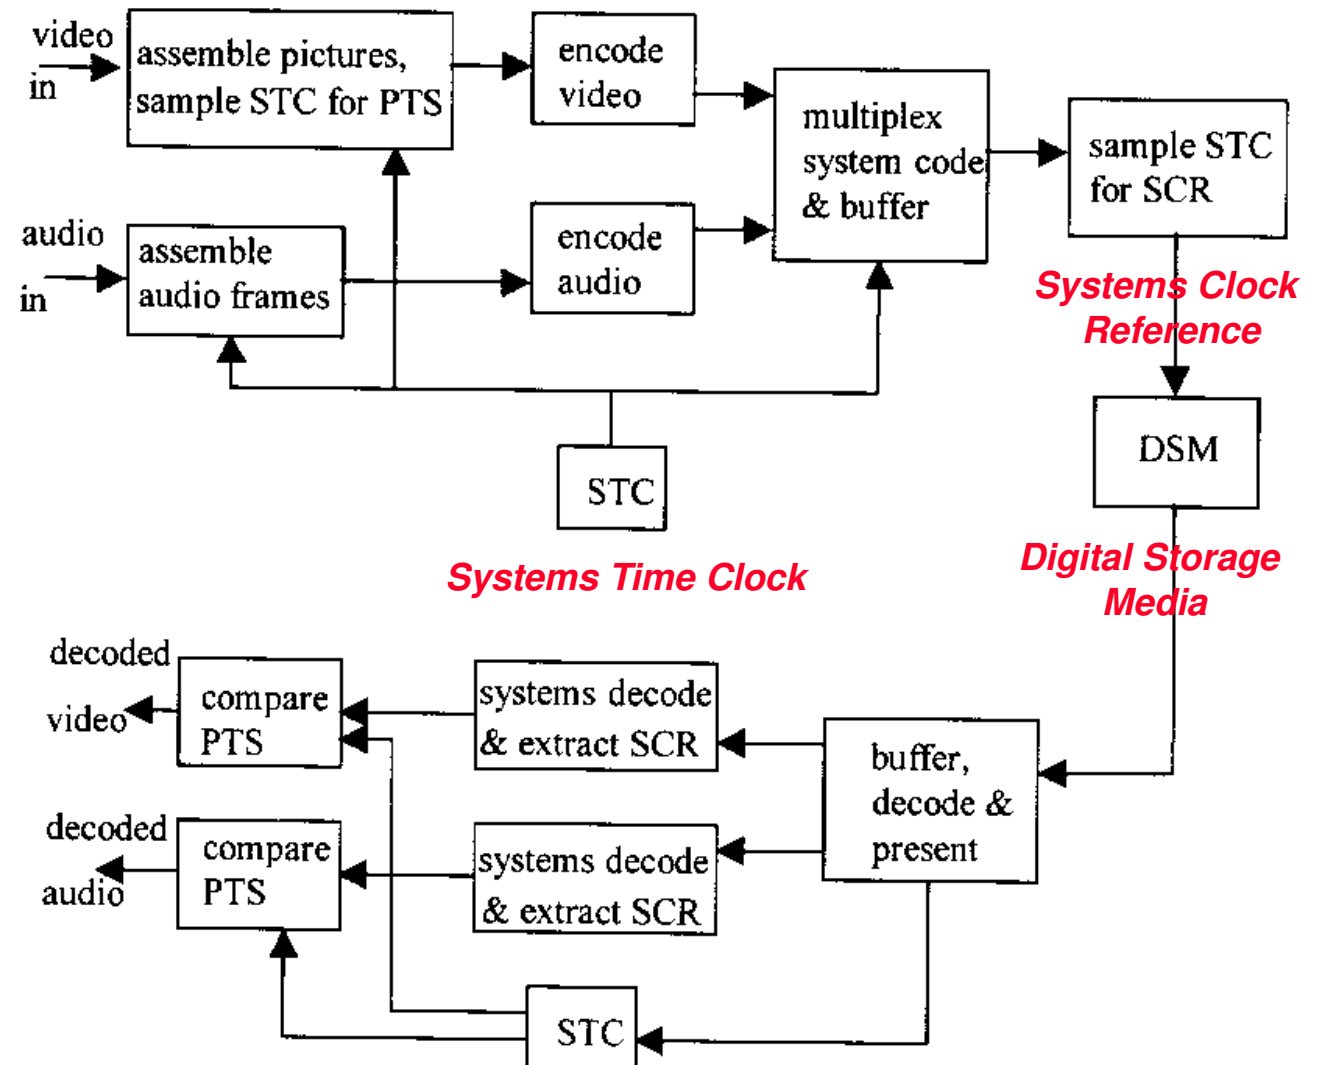 video
in
assemble pictures,
sample STC for PTS
encode
video
multiplex
system code
& buffer
sample STC
for SCR
audio
in
assemble
audio frames
encode
audio
Systems Clock
Reference
STC
DSM
Systems Time Clock
Digital Storage
Media
decoded
video
compare
PTS
systems decode
& extract SCR
buffer,
decode &
present
decoded
audio
compare
PTS
systems decode
& extract SCR
STC